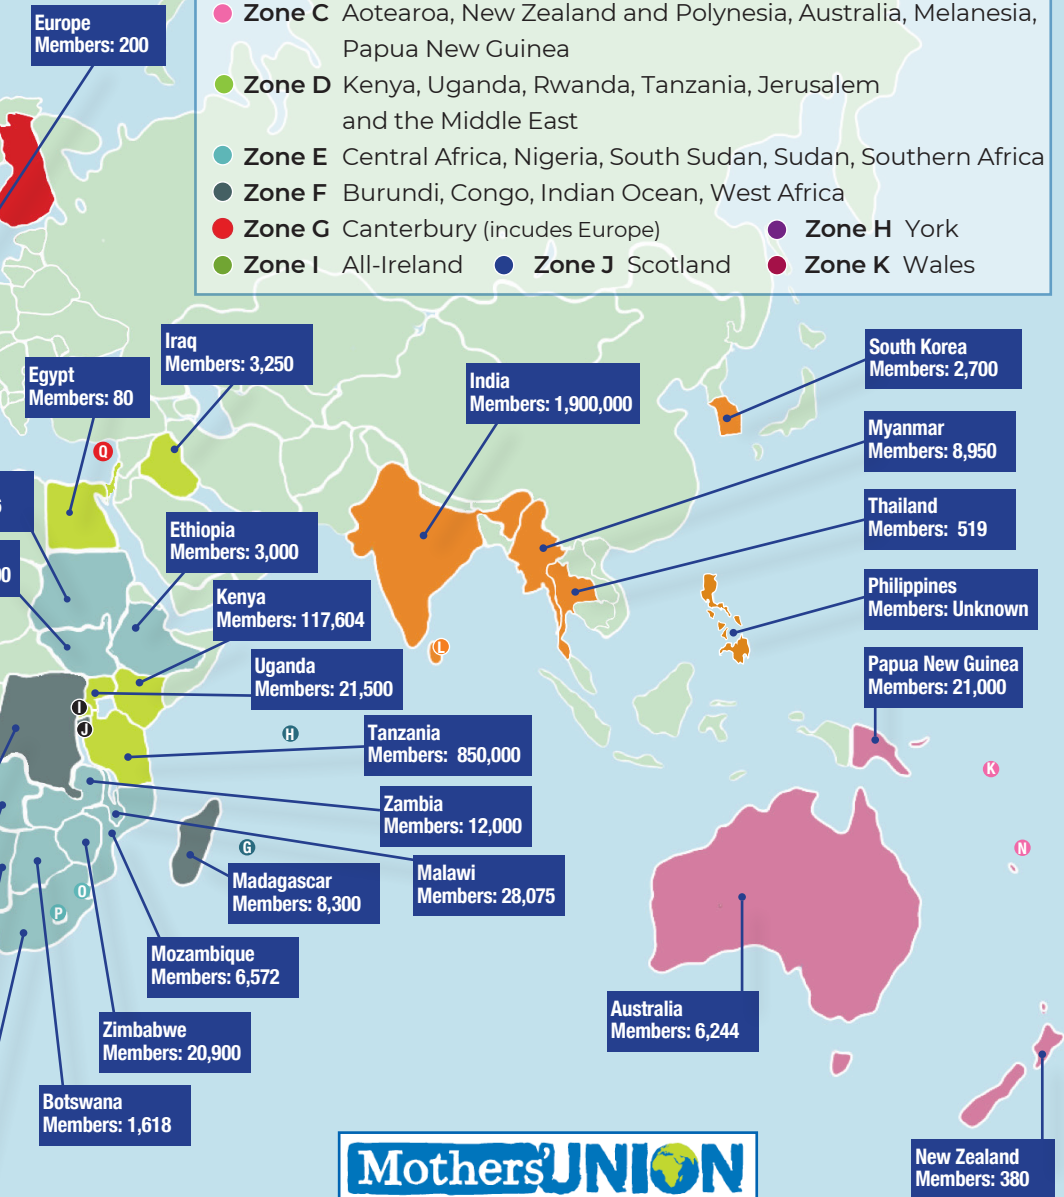 Europe
Members: 200
Zone C Aotearoa, New Zealand and Polynesia, Australia, Melanesia,
Papua New Guinea
Zone D Kenya, Uganda, Rwanda, Tanzania, Jerusalem
and the Middle East
Zone E Central Africa, Nigeria, South Sudan, Sudan, Southern Africa
Zone F Burundi, Congo, Indian Ocean, West Africa
Zone G Canterbury (includes Europe)
Zone H York
Zone I All-Ireland
Zone J Scotland
Zone K Wales
Iraq
Members: 3,250
Egypt
Members: 80
India
Members: 1,900,000
South Korea
Members: 2,700
Myanmar
Members: 8,950
Q
Thailand
Members: 519
Ethiopia
Members: 3,000
Kenya
Members: 117,604
Philippines
Members: Unknown
L
Uganda
Members: 21,500
Papua New Guinea
Members: 21,000
I
J
H
Tanzania
Members: 850,000
K
Zambia
Members: 12,000
G
N
Madagascar
Members: 8,300
Malawi
Members: 28,075
O
P
Mozambique
Members: 6,572
Australia
Members: 6,244
Zimbabwe
Members: 20,900
Botswana
Members: 1,618
New Zealand
Members: 380
Mothers' UNION